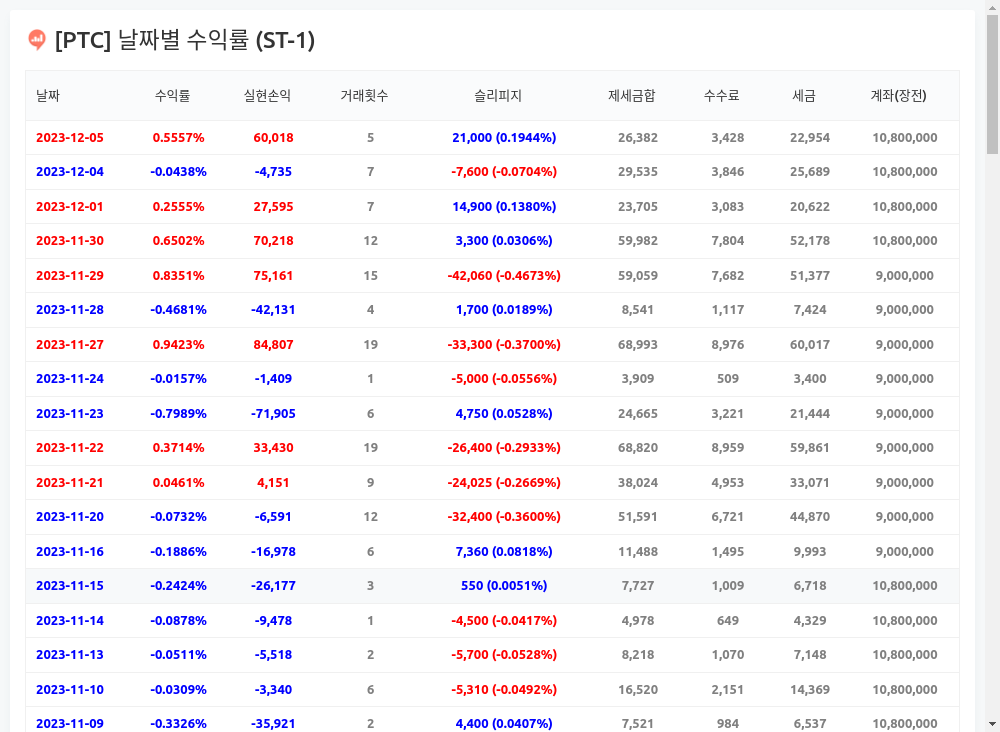 [PTC] 날짜별 수익률 (ST-1)
날짜 수익률 실현손익 거래횟수 슬리피지 제세금합 수수료 세금 계좌(장전)
2023-12-05 0.5557% 60,018 5 21,000 (0.1944%) 26,382 3,428 22,954 10,800,000
2023-12-04 -0.0438% -4,735 7 -7,600 (-0.0704%) 29,535 3,846 25,689 10,800,000
2023-12-01 0.2555% 27,595 7 14,900 (0.1380%) 23,705 3,083 20,622 10,800,000
2023-11-30 0.6502% 70,218 12 3,300 (0.0306%) 59,982 7,804 52,178 10,800,000
2023-11-29 0.8351% 75,161 15 -42,060 (-0.4673%) 59,059 7,682 51,377 9,000,000
2023-11-28 -0.4681% -42,131 4 1,700 (0.0189%) 8,541 1,117 7,424 9,000,000
2023-11-27 0.9423% 84,807 19 -33,300 (-0.3700%) 68,993 8,976 60,017 9,000,000
2023-11-24 -0.0157% -1,409 1 -5,000 (-0.0556%) 3,909 509 3,400 9,000,000
2023-11-23 -0.7989% -71,905 6 4,750 (0.0528%) 24,665 3,221 21,444 9,000,000
2023-11-22 0.3714% 33,430 19 -26,400 (-0.2933%) 68,820 8,959 59,861 9,000,000
2023-11-21 0.0461% 4,151 9 -24,025 (-0.2669%) 38,024 4,953 33,071 9,000,000
2023-11-20 -0.0732% -6,591 12 -32,400 (-0.3600%) 51,591 6,721 44,870 9,000,000
2023-11-16 -0.1886% -16,978 6 7,360 (0.0818%) 11,488 1,495 9,993 9,000,000
2023-11-15 -0.2424% -26,177 3 550 (0.0051%) 7,727 1,009 6,718 10,800,000
2023-11-14 -0.0878% -9,478 1 -4,500 (-0.0417%) 4,978 649 4,329 10,800,000
2023-11-13 -0.0511% -5,518 2 -5,700 (-0.0528%) 8,218 1,070 7,148 10,800,000
2023-11-10 -0.0309% -3,340 6 -5,310 (-0.0492%) 16,520 2,151 14,369 10,800,000
2023-11-09 -0.3326% -35,921 2 4,400 (0.0407%) 7,521 984 6,537 10,800,000